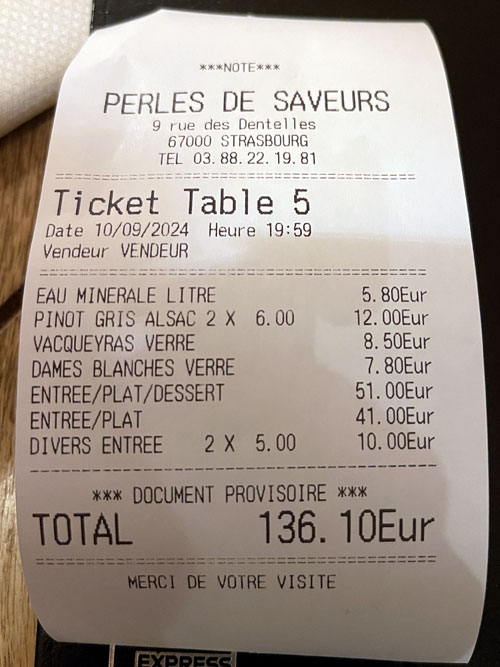 ***NOTE***
PERLES DE SAVEURS
9 rue des Dentelles
67000 STRASBOURG
TEL 03.88.22.19.81
Ticket Table 5
Date 10/09/2024 Heure 19:59
Vendeur VENDEUR
EAU MINERALE LITRE 5.80Eur
PINOT GRIS ALSAC 2 X 6.00 12.00Eur
VACQUEYRAS VERRE 8.50Eur
DAMES BLANCHES VERRE 7.80Eur
ENTREE/PLAT/DESSERT 51.00Eur
ENTREE/PLAT 41.00Eur
DIVERS ENTREE 2 X 5.00 10.00Eur
*** DOCUMENT PROVISOIRE ***
TOTAL 136.10Eur
MERCI DE VOTRE VISITE
EXPRESS